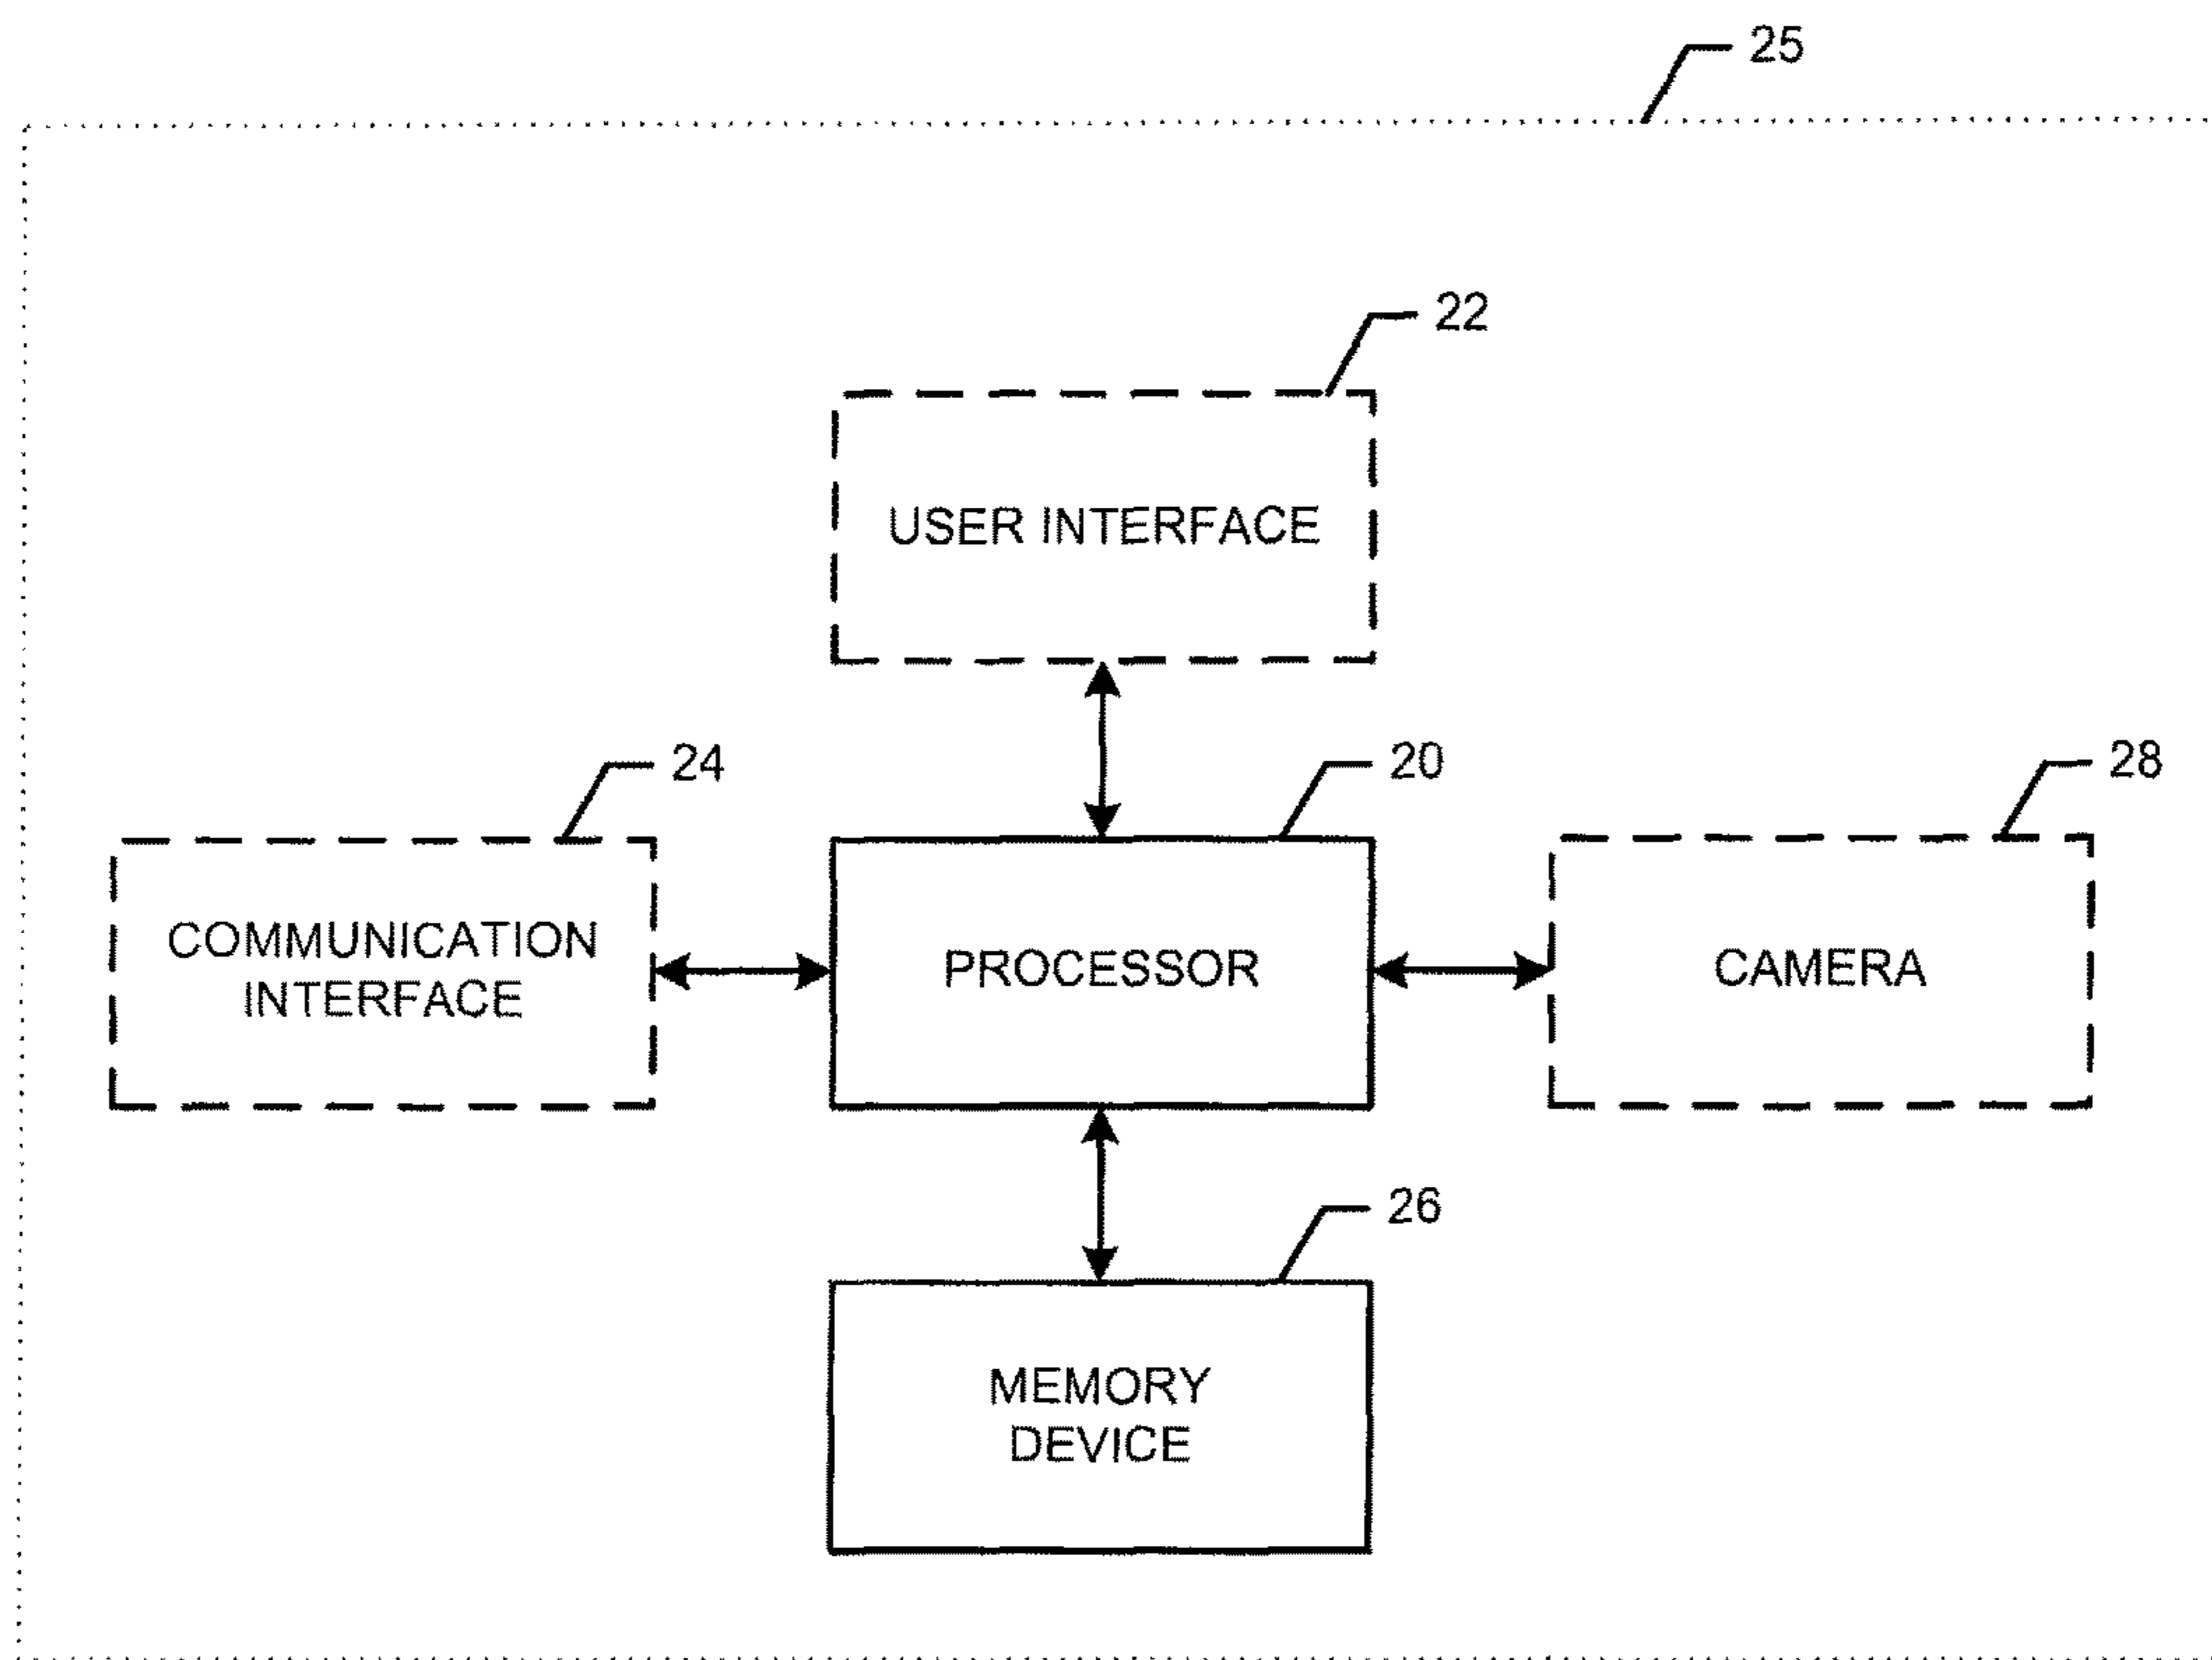 25
22
USER INTERFACE
24
20
28
COMMUNICATION
INTERFACE
PROCESSOR
CAMERA
26
MEMORY
DEVICE